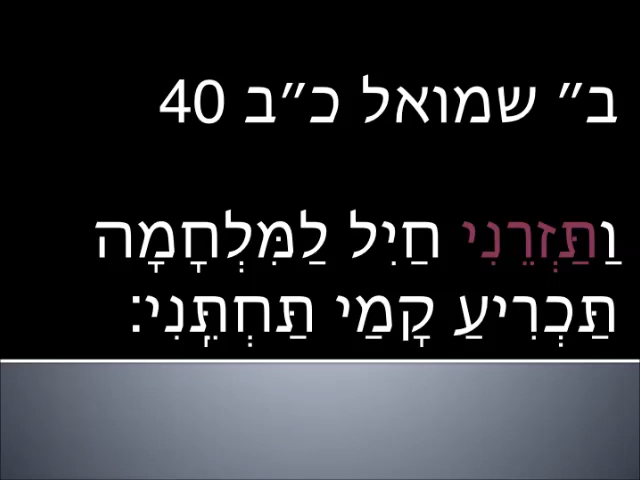 ב״ שמואל כ״ב 40
וַתַּזְרֵנִי חַיִל לַמִּלְחָמָה
תַּכְרִיעַ קָמַי תַּחְתֵּנִי׃